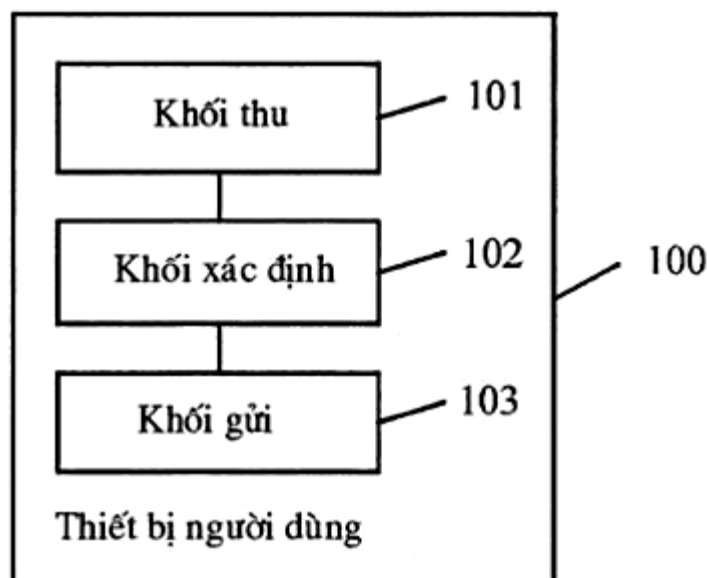 Khối thu
101
Khối xác định
102
100
Khối gửi
103
Thiết bị người dùng